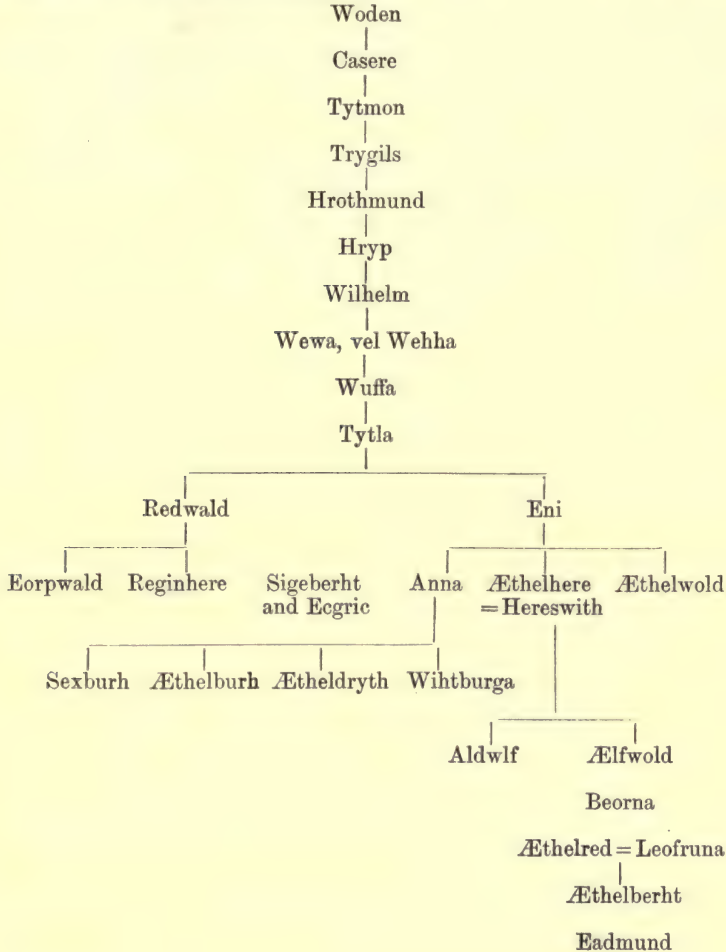 Woden
Casere
Tytmon
Trygils
Hrothmund
Hryp
Wilhelm
Wewa, vel Wehha
Wuffa
Tytla
Redwald Eni
Eorpwald Reginhere Sigeberht Anna Æthelhere Æthelwold
and Ecgric =Hereswith
Sexburh Æthelburh Ætheldryth Wihtburga
Aldwlf Ælfwold
Beorna
Æthelred = Leofruna
Æthelberht
Eadmund